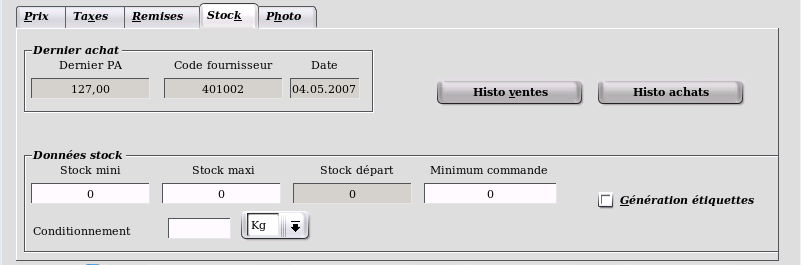 Prix Taxes Remises Stock Photo
Dernier achat
Dernier PA Code fournisseur Date
127,00 401002 04.05.2007
Histo ventes Histo achats
Données stock
Stock mini Stock maxi Stock départ Minimum commande
0 0 0 0
Génération étiquettes
Conditionnement Kg